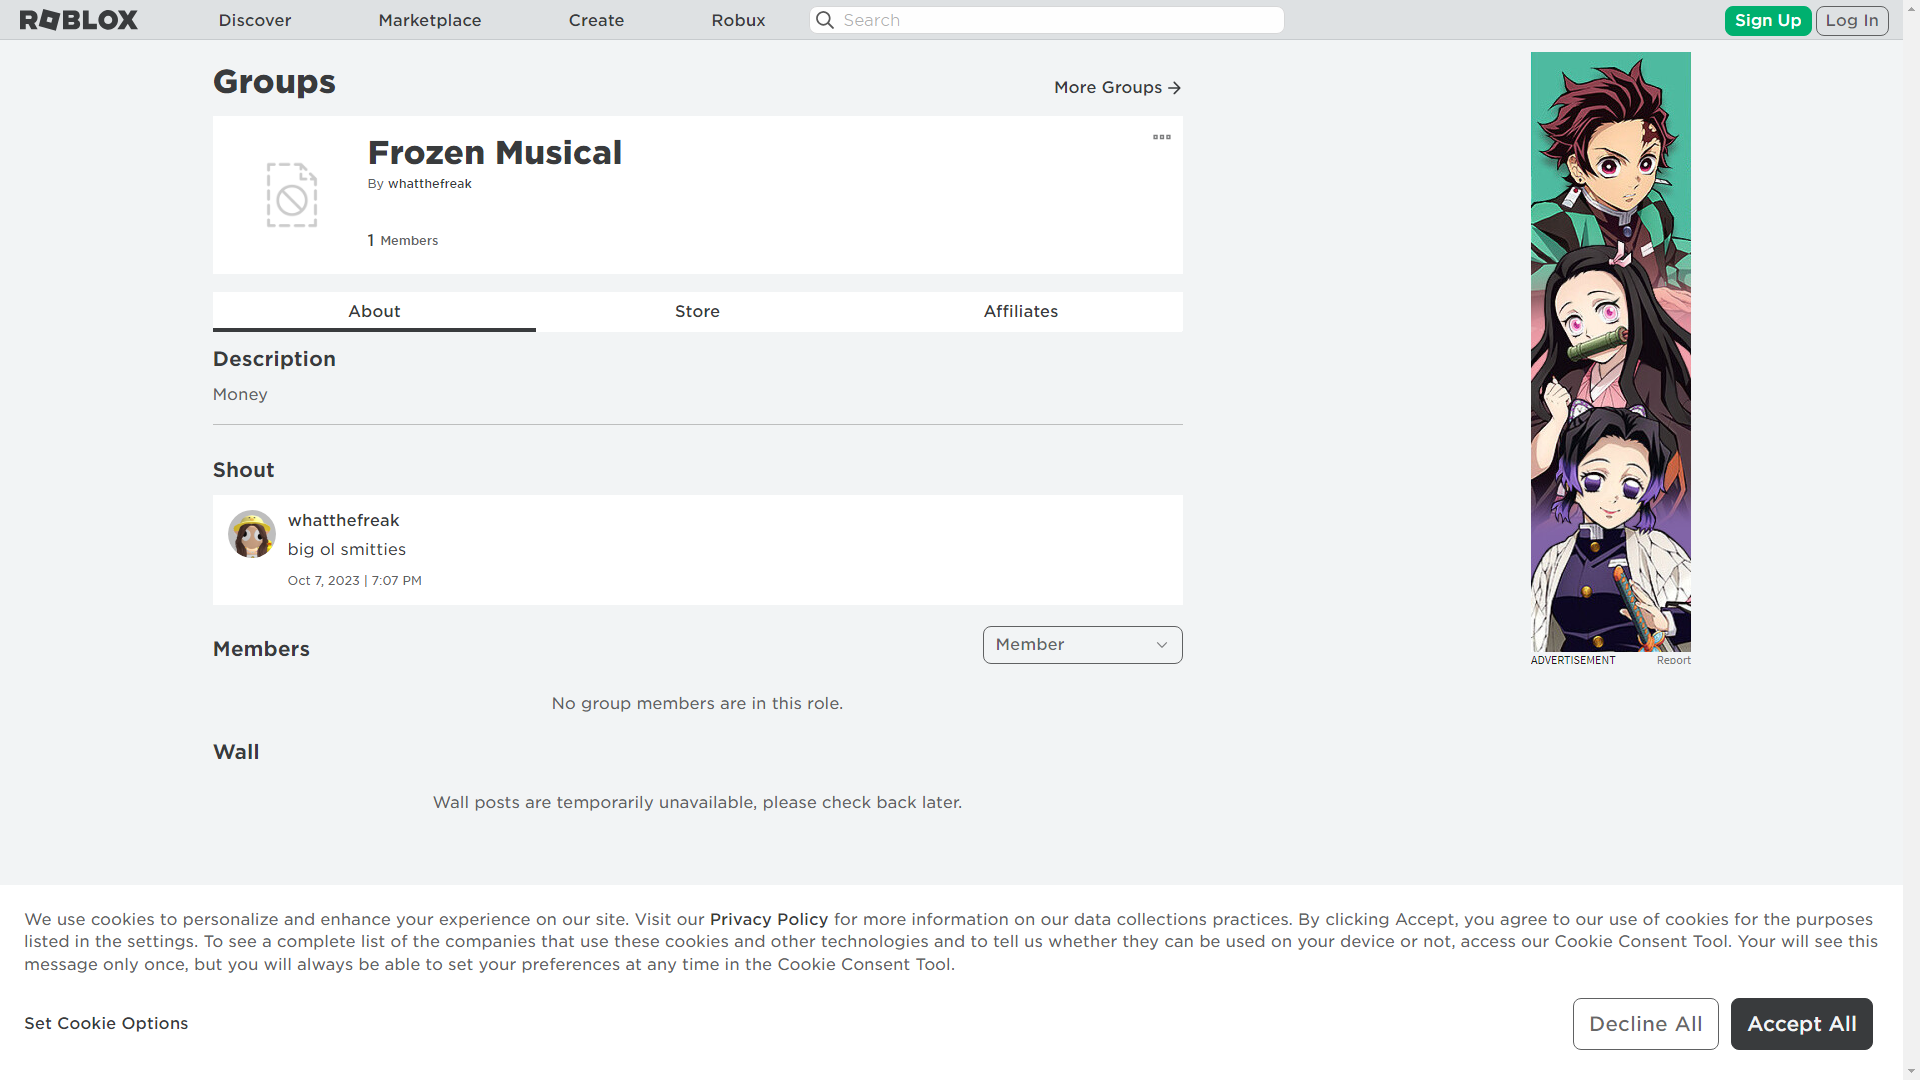 ROBLOX
Discover
Marketplace
Create
Robux
Search
Sign Up
Log In
Groups
More Groups
Frozen Musical
By whatthefreak
1 Members
About
Store
Affiliates
Description
Money
Shout
whatthefreak
big ol smitties
Oct 7, 2023 | 7:07 PM
Members
Member
No group members are in this role.
Wall
Wall posts are temporarily unavailable, please check back later.
ADVERTISEMENT
Report
We use cookies to personalize and enhance your experience on our site. Visit our Privacy Policy for more information on our data collections practices. By clicking Accept, you agree to our use of cookies for the purposes
listed in the settings. To see a complete list of the companies that use these cookies and other technologies and to tell us whether they can be used on your device or not, access our Cookie Consent Tool. Your will see this
message only once, but you will always be able to set your preferences at any time in the Cookie Consent Tool.
Set Cookie Options
Decline All
Accept All